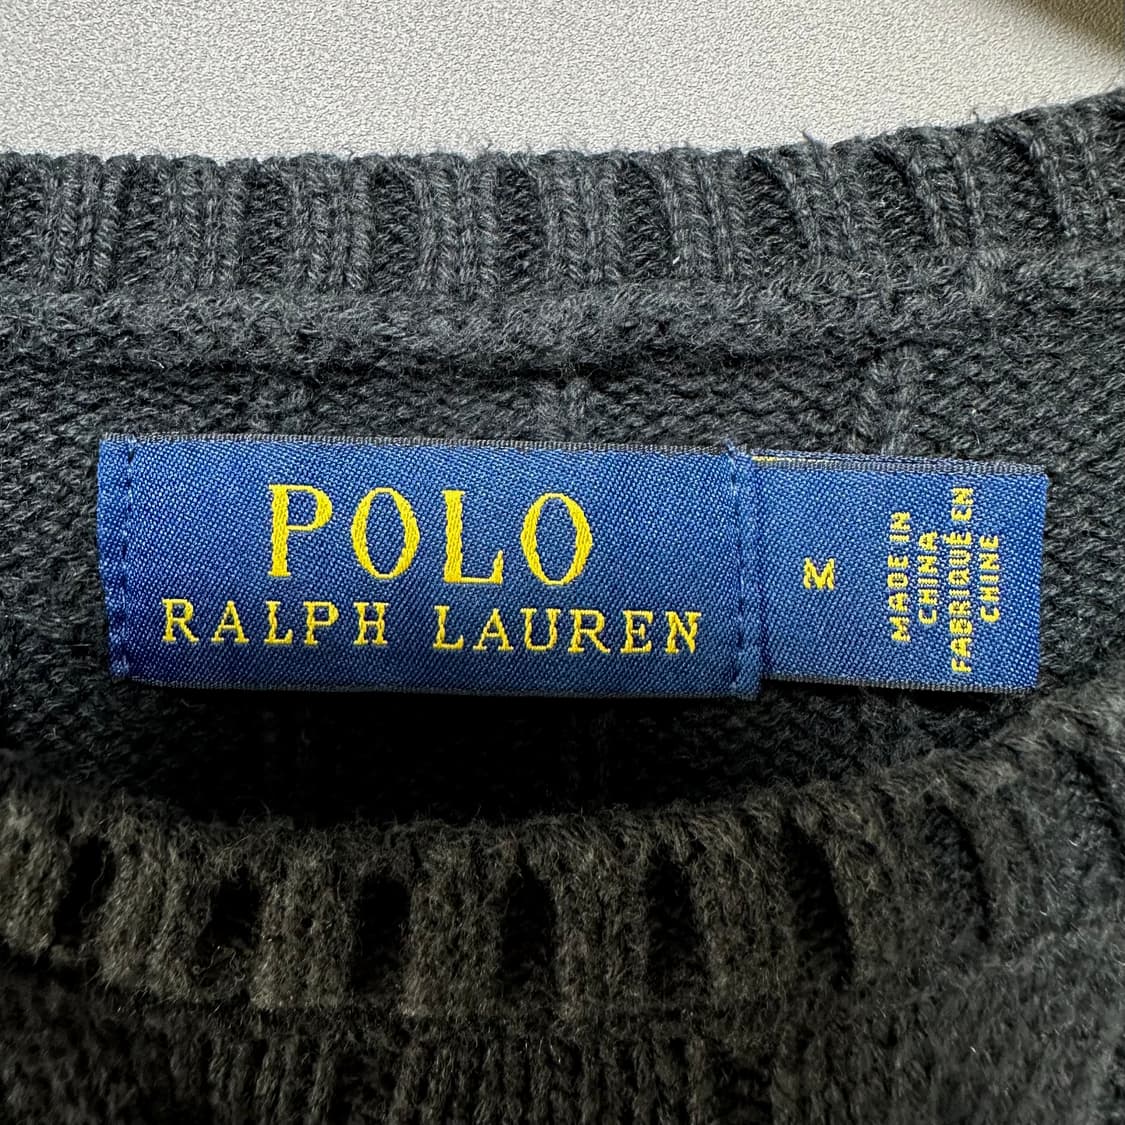 POLO
RALPH LAUREN
M
MADE IN
CHINA
FABRIQUÉ EN
CHINE